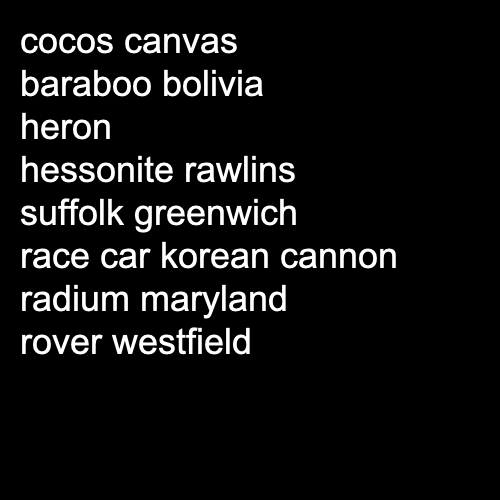 cocos canvas
baraboo bolivia
heron
hessonite rawlins
suffolk greenwich
race car korean cannon
radium maryland
rover westfield